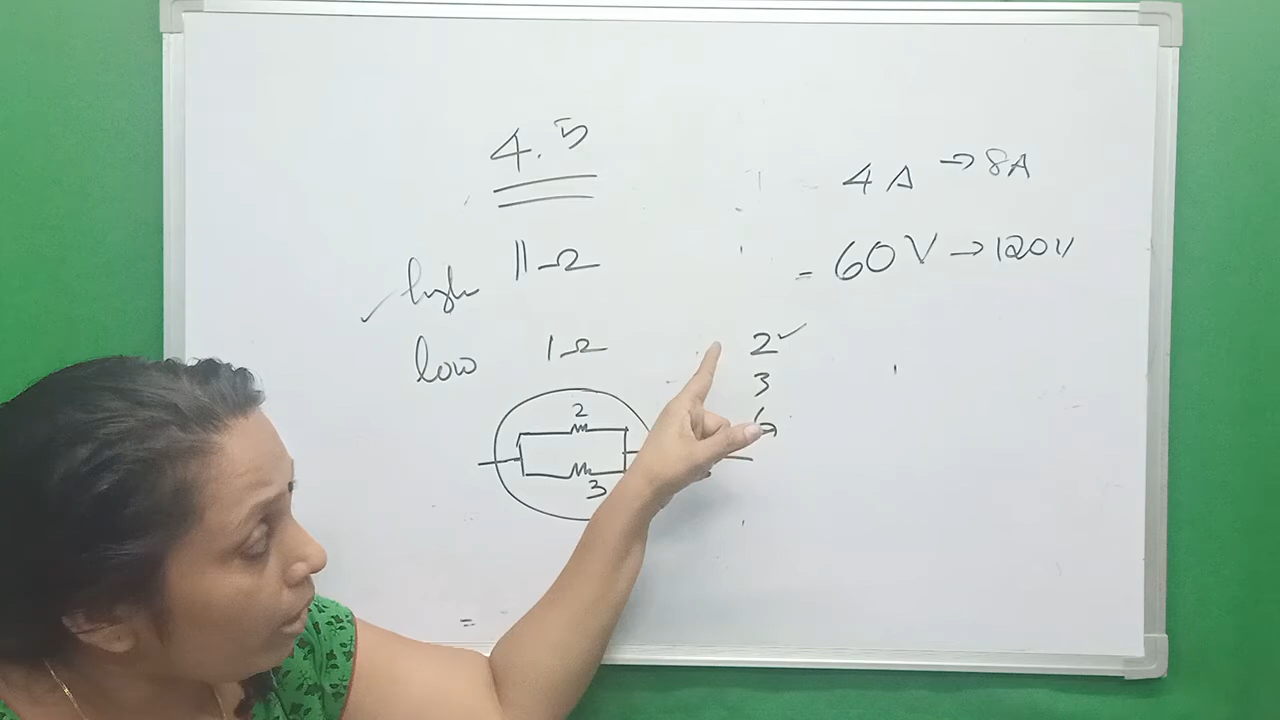 4.5
4A → 8A
high 11Ω
= 60V → 120V
low 1Ω
2 ✓
3
6
2
3
=